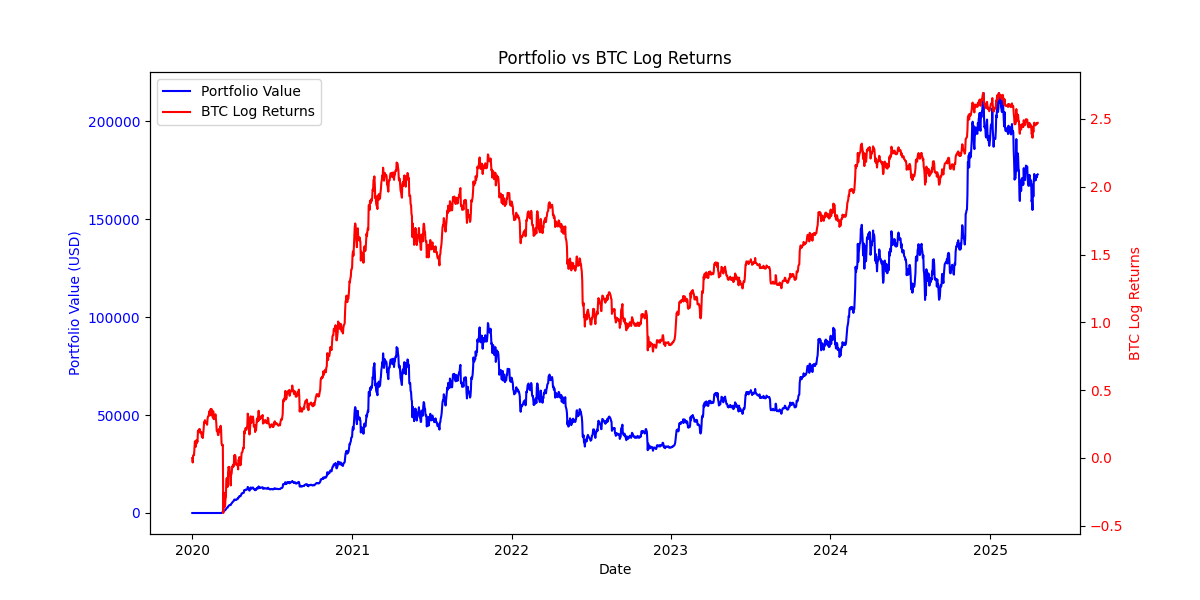 Portfolio vs BTC Log Returns
Portfolio Value
BTC Log Returns
200000
150000
100000
50000
0
Portfolio Value (USD)
2.5
2.0
1.5
1.0
0.5
0.0
−0.5
BTC Log Returns
2020 2021 2022 2023 2024 2025
Date